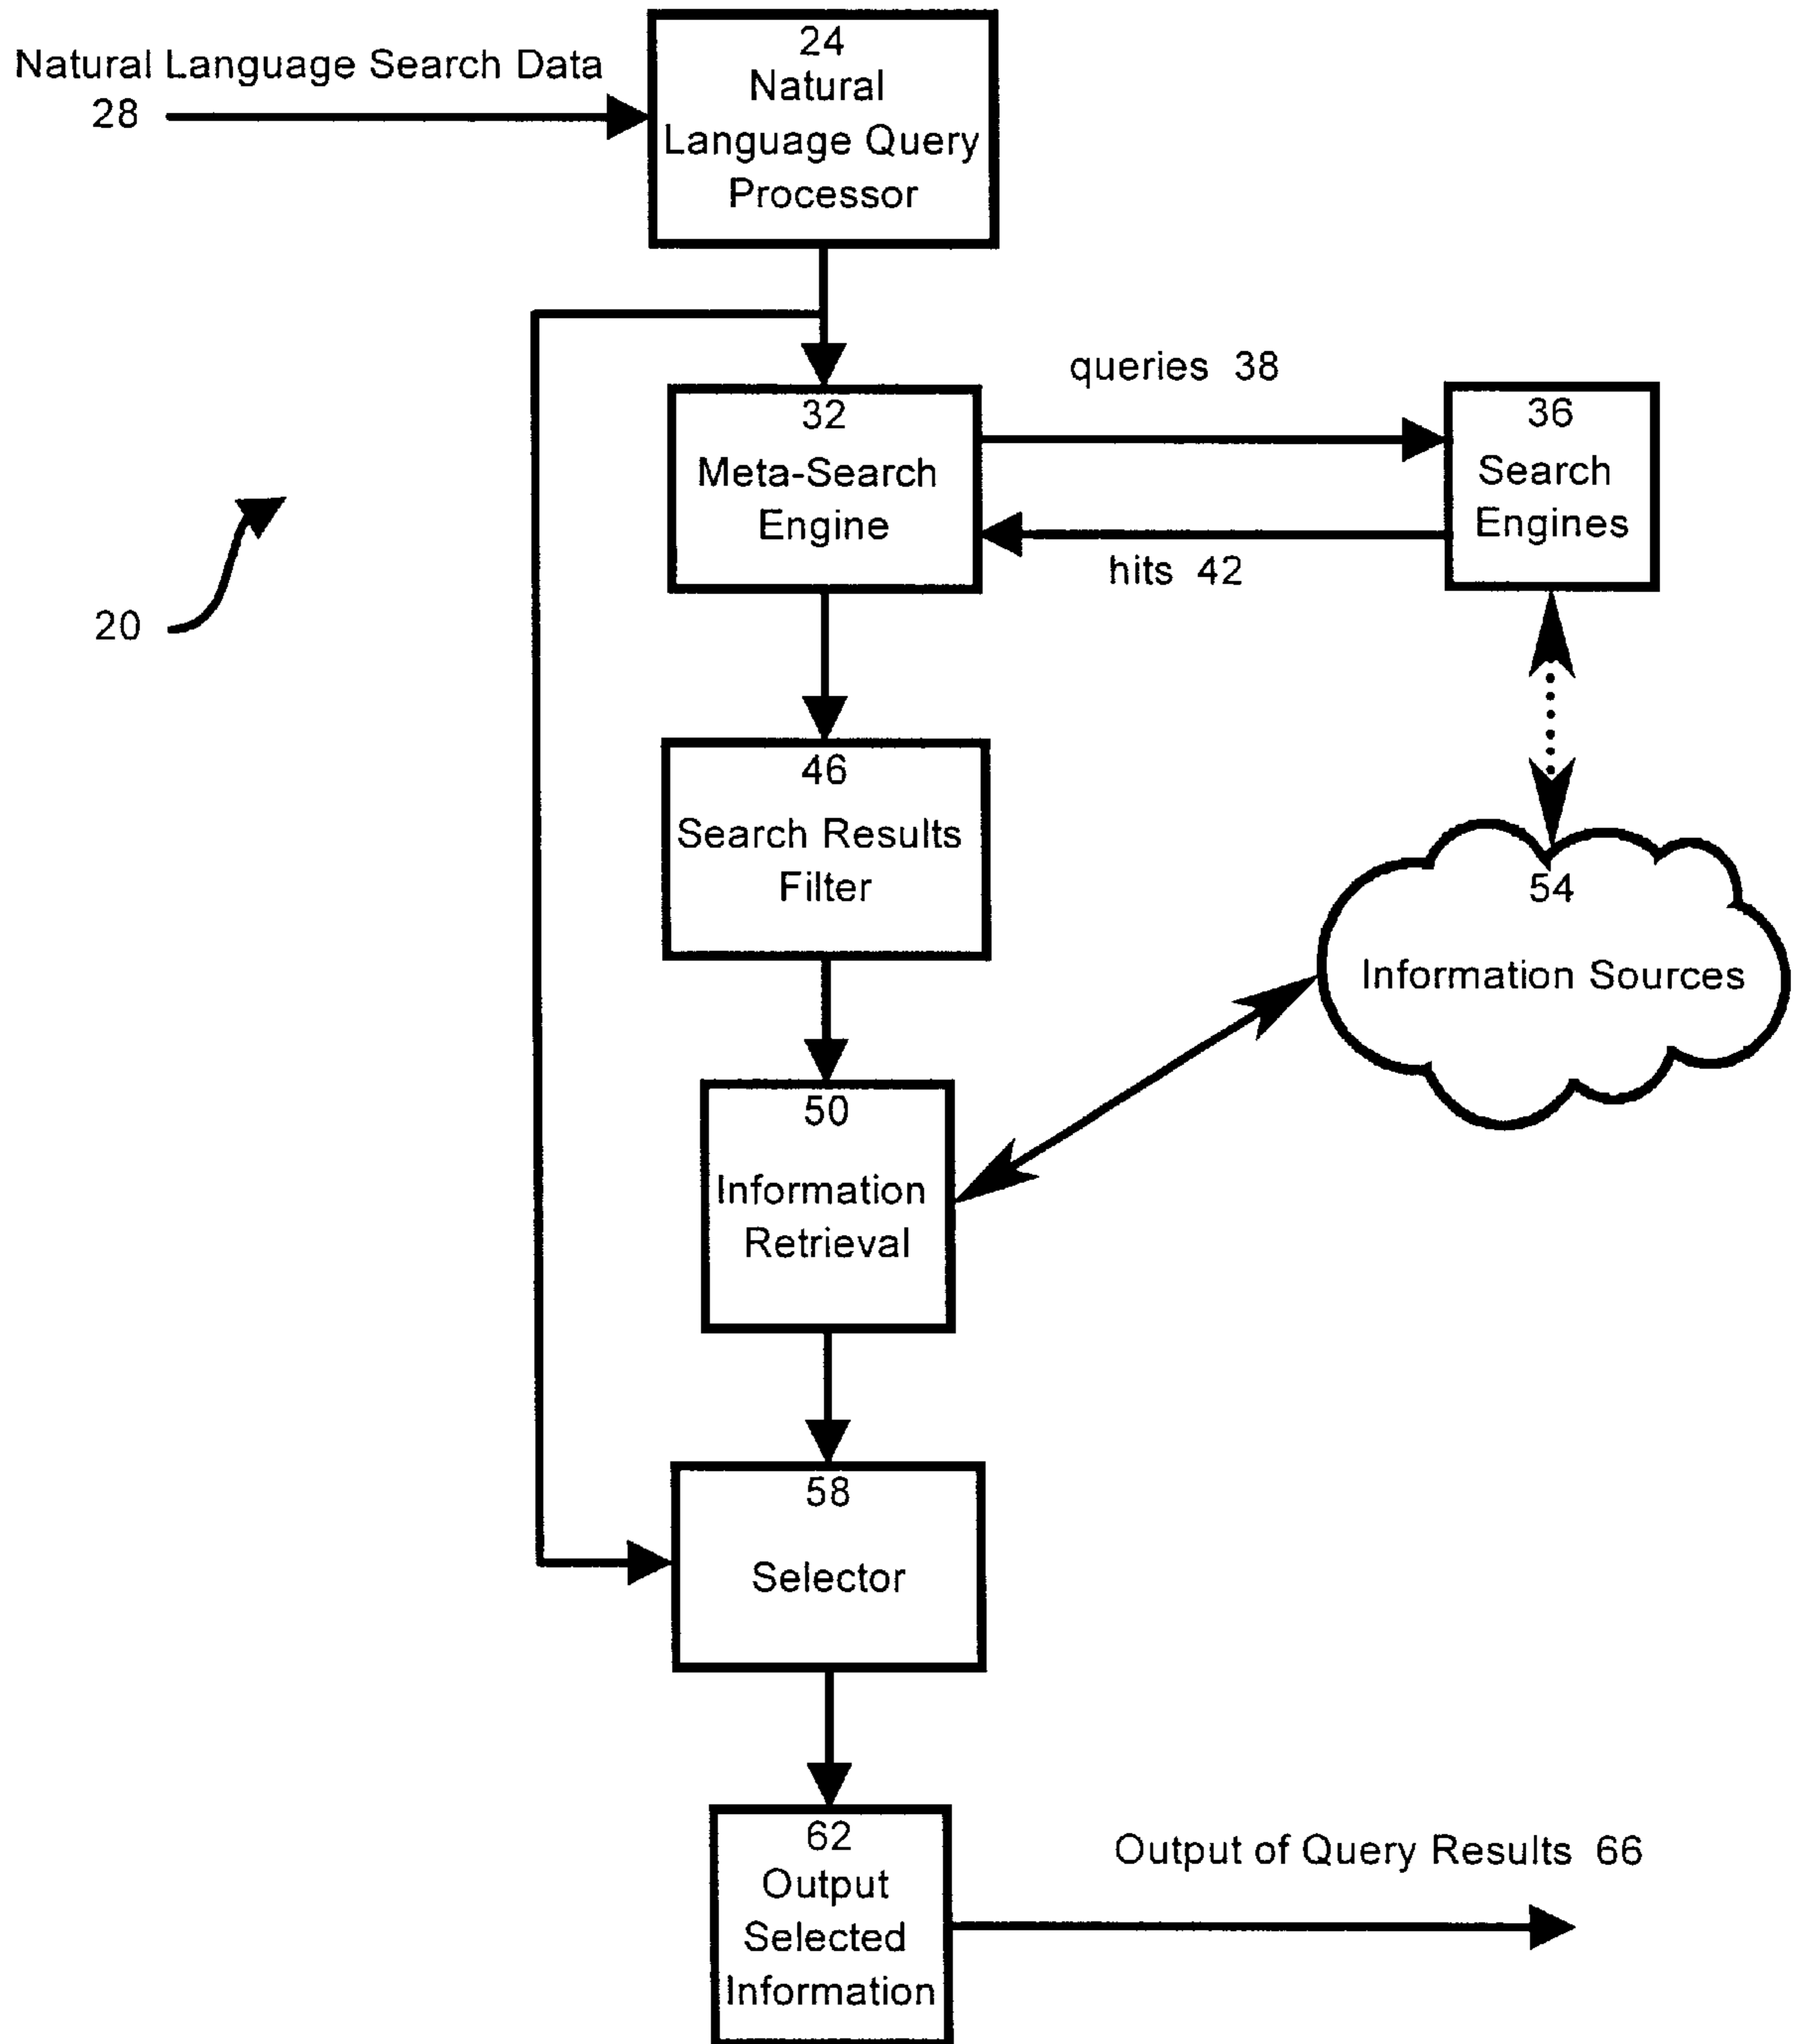 24
Natural
Language Query
Processor
Natural Language Search Data
28
queries 38
32
Meta-Search
Engine
36
Search
Engines
hits 42
20
46
Search Results
Filter
54
Information Sources
50
Information
Retrieval
58
Selector
62
Output
Selected
Information
Output of Query Results 66